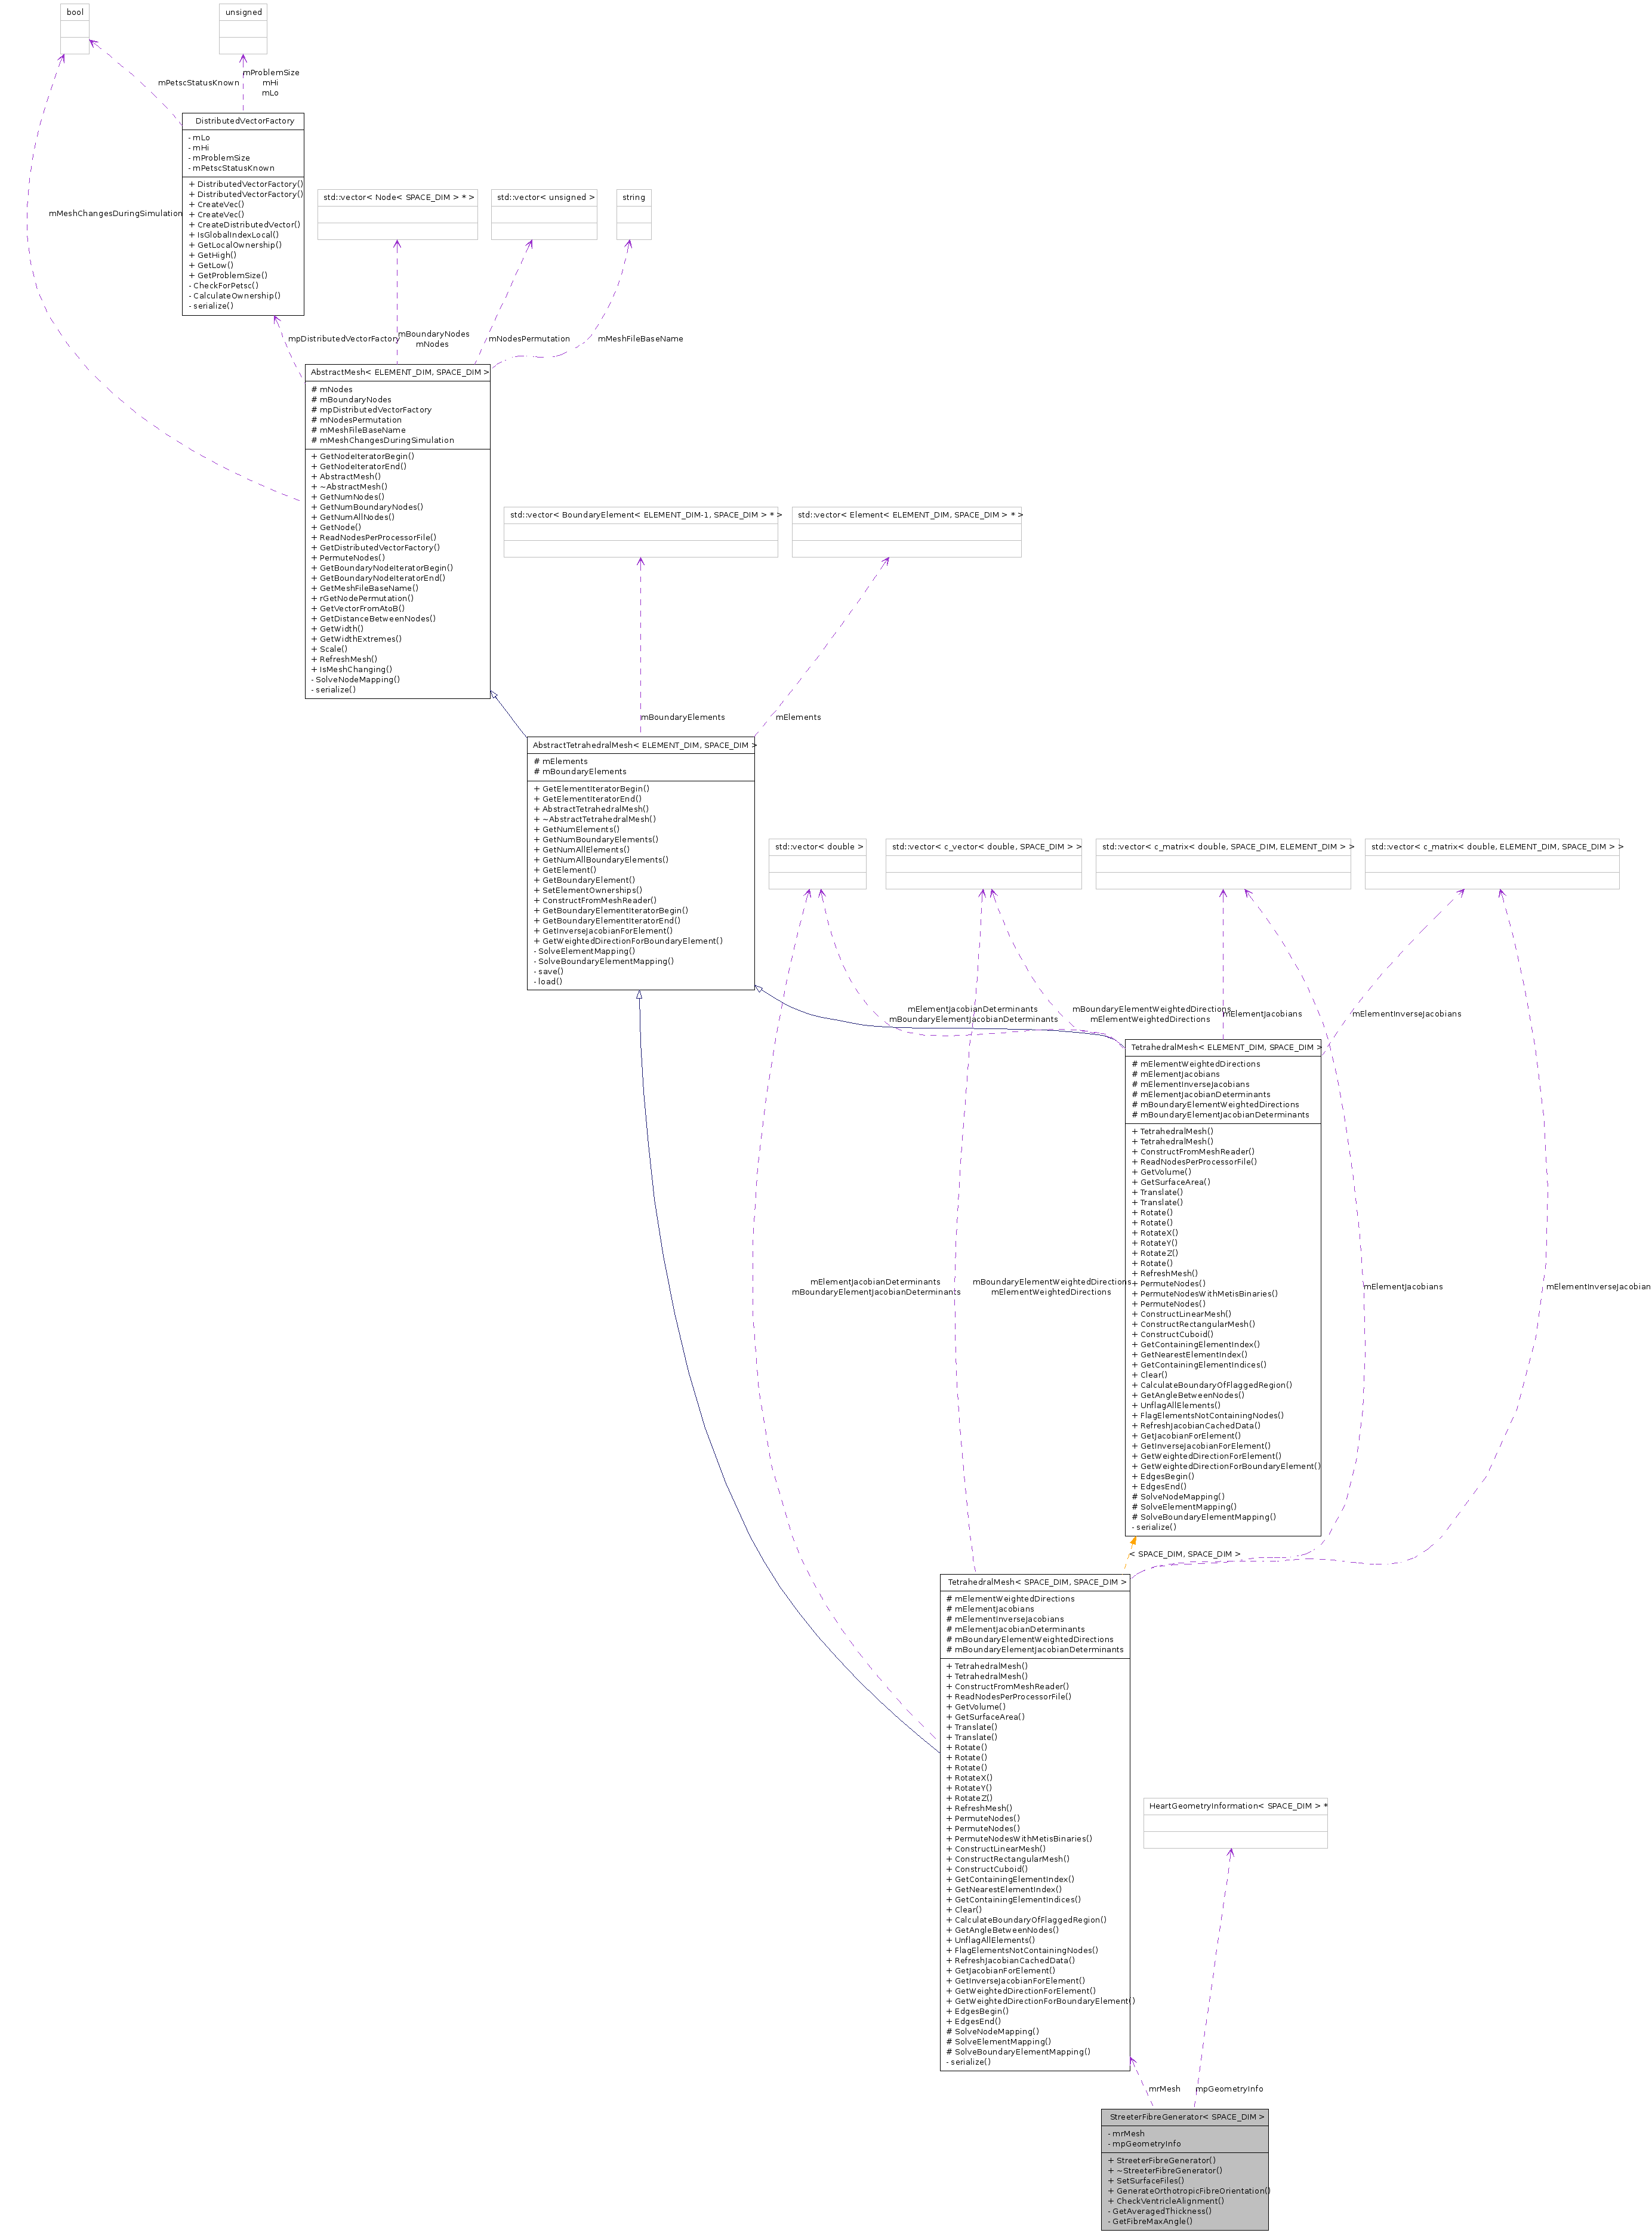 bool
unsigned
mProblemSize
mHi
mLo
mPetscStatusKnown
DistributedVectorFactory
- mLo
- mHi
- mProblemSize
- mPetscStatusKnown
+ DistributedVectorFactory()
+ DistributedVectorFactory()
+ CreateVec()
+ CreateVec()
+ CreateDistributedVector()
+ IsGlobalIndexLocal()
+ GetLocalOwnership()
+ GetHigh()
+ GetLow()
+ GetProblemSize()
- CheckForPetsc()
- CalculateOwnership()
- serialize()
mMeshChangesDuringSimulation
std::vector< Node< SPACE_DIM > * >
std::vector< unsigned >
string
mpDistributedVectorFactory
mBoundaryNodes
mNodes
mNodesPermutation
mMeshFileBaseName
AbstractMesh< ELEMENT_DIM, SPACE_DIM >
# mNodes
# mBoundaryNodes
# mpDistributedVectorFactory
# mNodesPermutation
# mMeshFileBaseName
# mMeshChangesDuringSimulation
+ GetNodeIteratorBegin()
+ GetNodeIteratorEnd()
+ AbstractMesh()
+ ~AbstractMesh()
+ GetNumNodes()
+ GetNumBoundaryNodes()
+ GetNumAllNodes()
+ GetNode()
+ ReadNodesPerProcessorFile()
+ GetDistributedVectorFactory()
+ PermuteNodes()
+ GetBoundaryNodeIteratorBegin()
+ GetBoundaryNodeIteratorEnd()
+ GetMeshFileBaseName()
+ rGetNodePermutation()
+ GetVectorFromAtoB()
+ GetDistanceBetweenNodes()
+ GetWidth()
+ GetWidthExtremes()
+ Scale()
+ RefreshMesh()
+ IsMeshChanging()
- SolveNodeMapping()
- serialize()
std::vector< BoundaryElement< ELEMENT_DIM-1, SPACE_DIM > * >
std::vector< Element< ELEMENT_DIM, SPACE_DIM > * >
mBoundaryElements
mElements
AbstractTetrahedralMesh< ELEMENT_DIM, SPACE_DIM >
# mElements
# mBoundaryElements
+ GetElementIteratorBegin()
+ GetElementIteratorEnd()
+ AbstractTetrahedralMesh()
+ ~AbstractTetrahedralMesh()
+ GetNumElements()
+ GetNumBoundaryElements()
+ GetNumAllElements()
+ GetNumAllBoundaryElements()
+ GetElement()
+ GetBoundaryElement()
+ SetElementOwnerships()
+ ConstructFromMeshReader()
+ GetBoundaryElementIteratorBegin()
+ GetBoundaryElementIteratorEnd()
+ GetInverseJacobianForElement()
+ GetWeightedDirectionForBoundaryElement()
- SolveElementMapping()
- SolveBoundaryElementMapping()
- save()
- load()
std::vector< double >
std::vector< c_vector< double, SPACE_DIM > >
std::vector< c_matrix< double, SPACE_DIM, ELEMENT_DIM > >
std::vector< c_matrix< double, ELEMENT_DIM, SPACE_DIM > >
mElementJacobianDeterminants
mBoundaryElementJacobianDeterminants
mBoundaryElementWeightedDirections
mElementWeightedDirections
mElementJacobians
mElementInverseJacobians
TetrahedralMesh< ELEMENT_DIM, SPACE_DIM >
# mElementWeightedDirections
# mElementJacobians
# mElementInverseJacobians
# mElementJacobianDeterminants
# mBoundaryElementWeightedDirections
# mBoundaryElementJacobianDeterminants
+ TetrahedralMesh()
+ TetrahedralMesh()
+ ConstructFromMeshReader()
+ ReadNodesPerProcessorFile()
+ GetVolume()
+ GetSurfaceArea()
+ Translate()
+ Translate()
+ Rotate()
+ Rotate()
+ RotateX()
+ RotateY()
+ RotateZ()
+ Rotate()
+ RefreshMesh()
+ PermuteNodes()
+ PermuteNodesWithMetisBinaries()
+ PermuteNodes()
+ ConstructLinearMesh()
+ ConstructRectangularMesh()
+ ConstructCuboid()
+ GetContainingElementIndex()
+ GetNearestElementIndex()
+ GetContainingElementIndices()
+ Clear()
+ CalculateBoundaryOfFlaggedRegion()
+ GetAngleBetweenNodes()
+ UnflagAllElements()
+ FlagElementsNotContainingNodes()
+ RefreshJacobianCachedData()
+ GetJacobianForElement()
+ GetInverseJacobianForElement()
+ GetWeightedDirectionForElement()
+ GetWeightedDirectionForBoundaryElement()
+ EdgesBegin()
+ EdgesEnd()
# SolveNodeMapping()
# SolveElementMapping()
# SolveBoundaryElementMapping()
- serialize()
mElementJacobianDeterminants
mBoundaryElementJacobianDeterminants
mBoundaryElementWeightedDirections
mElementWeightedDirections
mElementJacobians
mElementInverseJacobian
< SPACE_DIM, SPACE_DIM >
TetrahedralMesh< SPACE_DIM, SPACE_DIM >
# mElementWeightedDirections
# mElementJacobians
# mElementInverseJacobians
# mElementJacobianDeterminants
# mBoundaryElementWeightedDirections
# mBoundaryElementJacobianDeterminants
+ TetrahedralMesh()
+ TetrahedralMesh()
+ ConstructFromMeshReader()
+ ReadNodesPerProcessorFile()
+ GetVolume()
+ GetSurfaceArea()
+ Translate()
+ Translate()
+ Rotate()
+ Rotate()
+ Rotate()
+ RotateX()
+ RotateY()
+ RotateZ()
+ RefreshMesh()
+ PermuteNodes()
+ PermuteNodes()
+ PermuteNodesWithMetisBinaries()
+ ConstructLinearMesh()
+ ConstructRectangularMesh()
+ ConstructCuboid()
+ GetContainingElementIndex()
+ GetNearestElementIndex()
+ GetContainingElementIndices()
+ Clear()
+ CalculateBoundaryOfFlaggedRegion()
+ GetAngleBetweenNodes()
+ UnflagAllElements()
+ FlagElementsNotContainingNodes()
+ RefreshJacobianCachedData()
+ GetJacobianForElement()
+ GetInverseJacobianForElement()
+ GetWeightedDirectionForElement()
+ GetWeightedDirectionForBoundaryElement()
+ EdgesBegin()
+ EdgesEnd()
# SolveNodeMapping()
# SolveElementMapping()
# SolveBoundaryElementMapping()
- serialize()
HeartGeometryInformation< SPACE_DIM > *
mrMesh
mpGeometryInfo
StreeterFibreGenerator< SPACE_DIM >
- mrMesh
- mpGeometryInfo
+ StreeterFibreGenerator()
+ ~StreeterFibreGenerator()
+ SetSurfaceFiles()
+ GenerateOrthotropicFibreOrientation()
+ CheckVentricleAlignment()
- GetAveragedThickness()
- GetFibreMaxAngle()